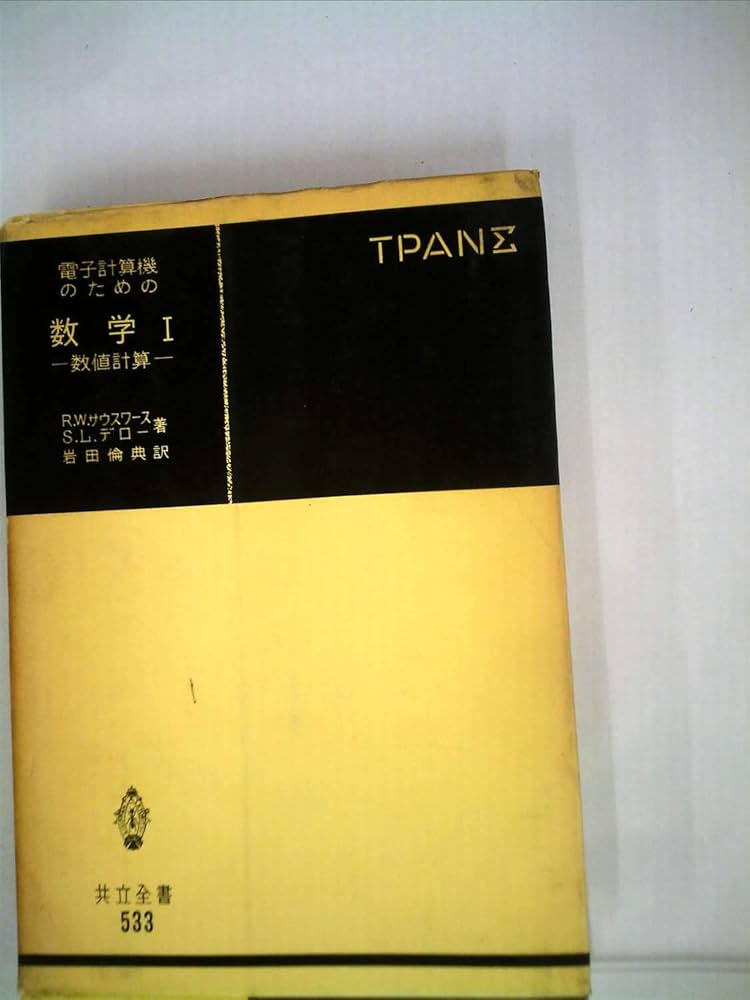 TPANΣ
電子計算機
のための
数学 I
―数値計算―
R.W.サウスワース
S.L.デロー 著
岩田倫典訳
共立全書
533